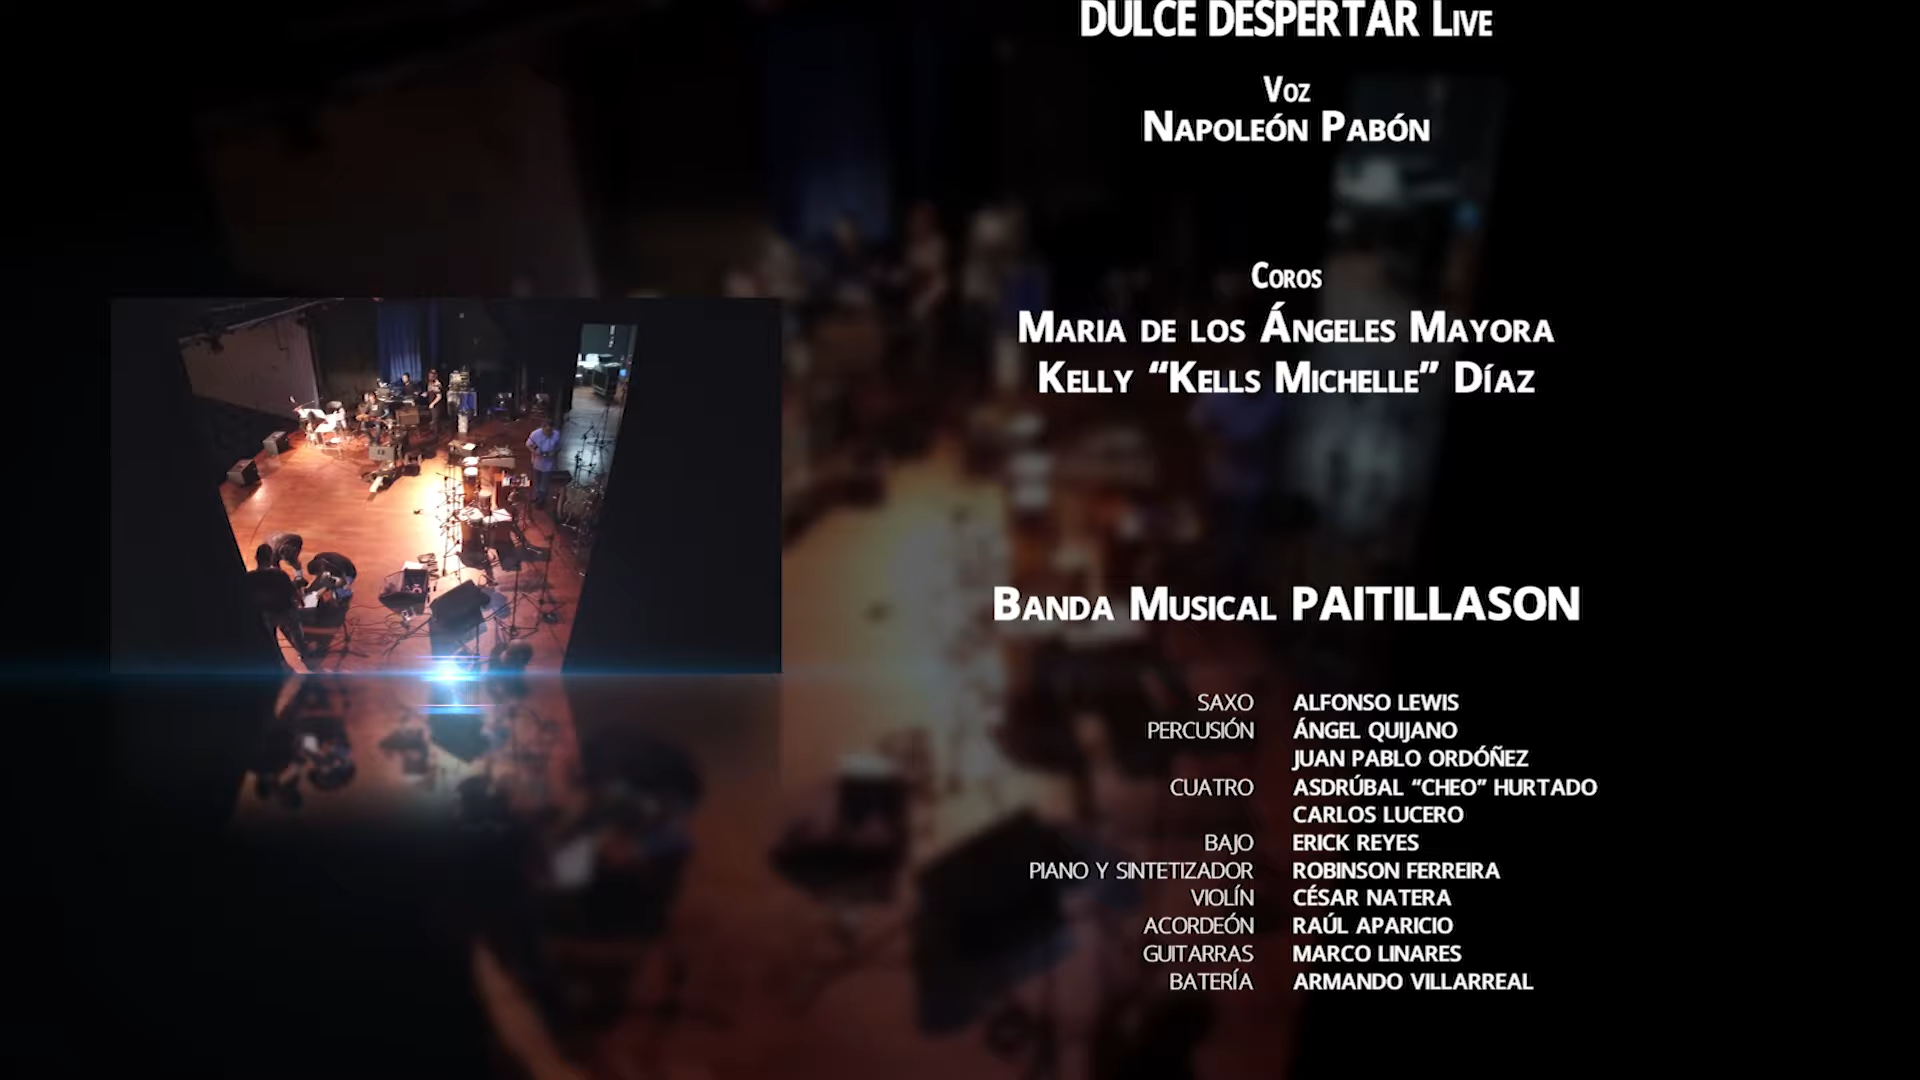 DULCE DESPERTAR Live
Voz
Napoleón Pabón
Coros
Maria de los Ángeles Mayora
Kelly “Kells Michelle” Díaz
Banda Musical PAITILLASON
SAXO ALFONSO LEWIS
PERCUSIÓN ÁNGEL QUIJANO
JUAN PABLO ORDÓÑEZ
CUATRO ASDRÚBAL “CHEO” HURTADO
CARLOS LUCERO
BAJO ERICK REYES
PIANO Y SINTETIZADOR ROBINSON FERREIRA
VIOLÍN CÉSAR NATERA
ACORDEÓN RAÚL APARICIO
GUITARRAS MARCO LINARES
BATERÍA ARMANDO VILLARREAL